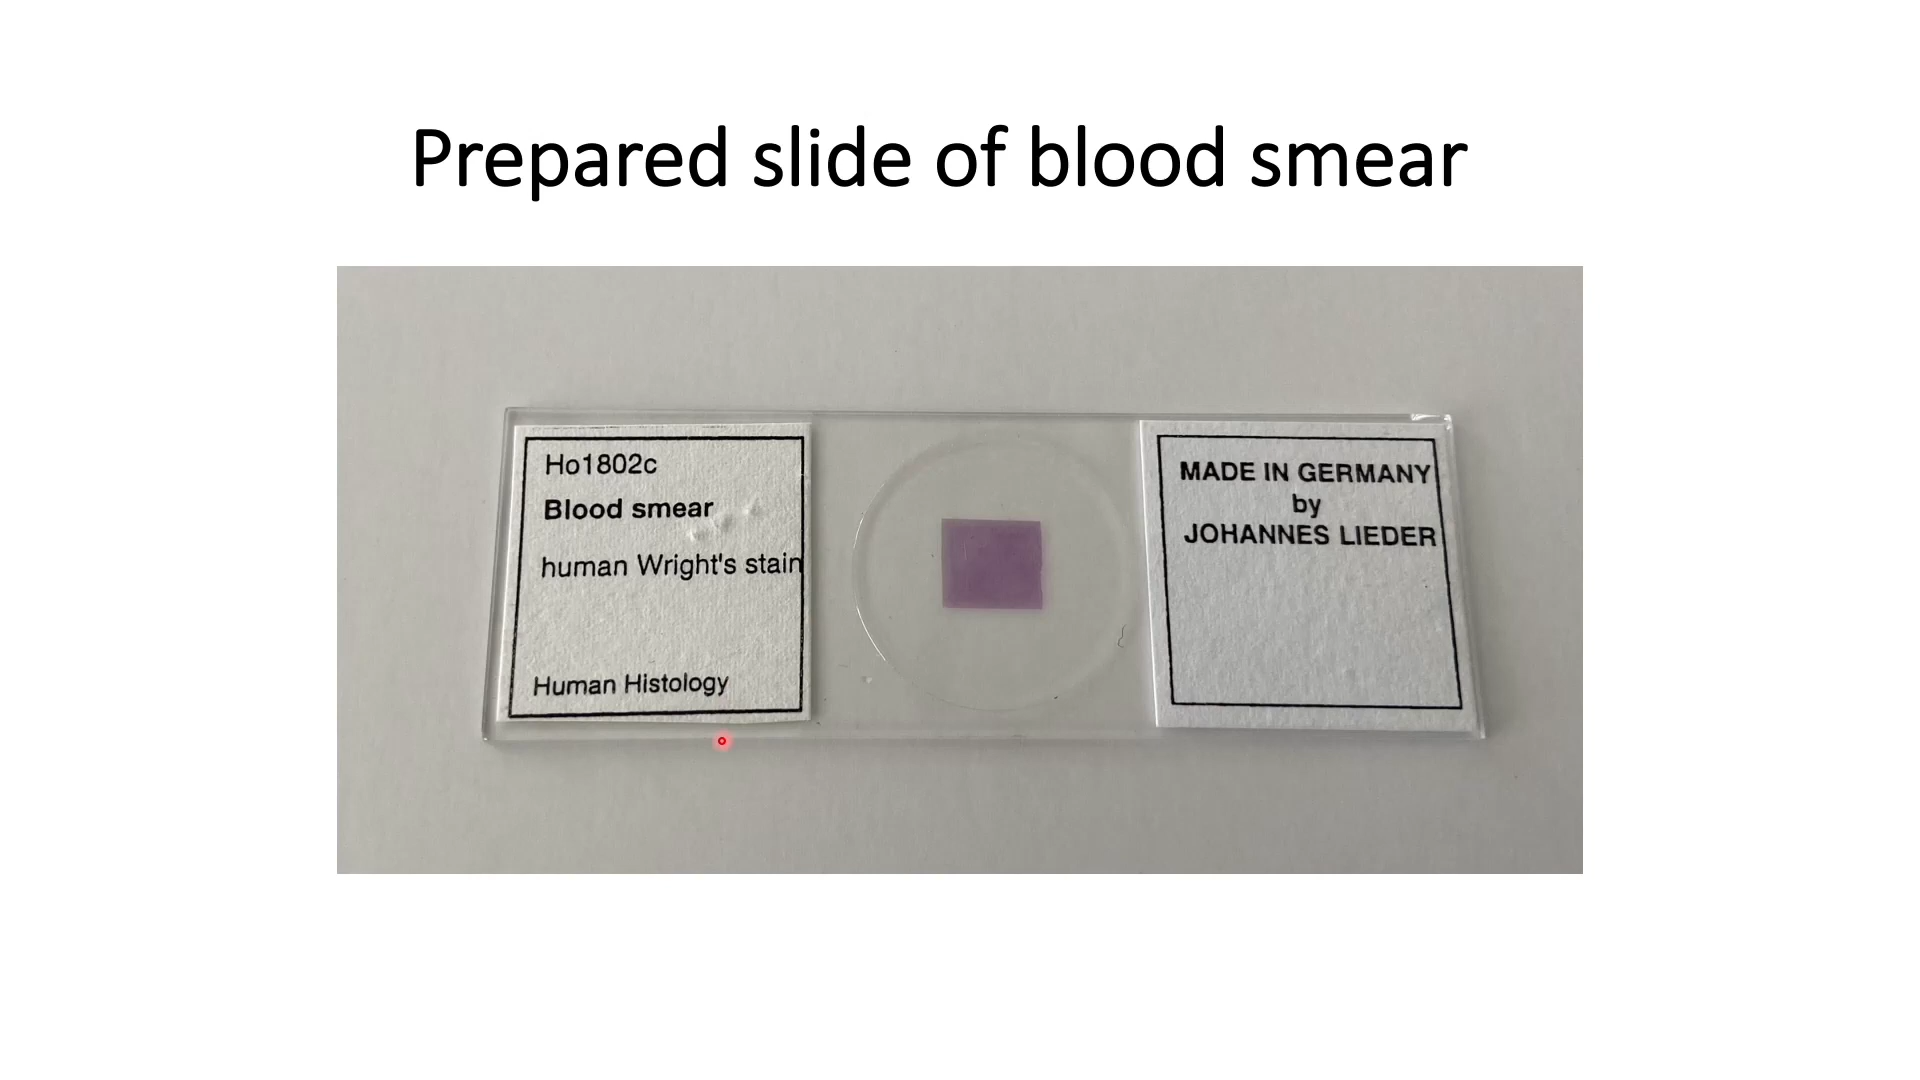 Prepared slide of blood smear
Ho1802c
Blood smear
human Wright's stain
Human Histology
MADE IN GERMANY
by
JOHANNES LIEDER